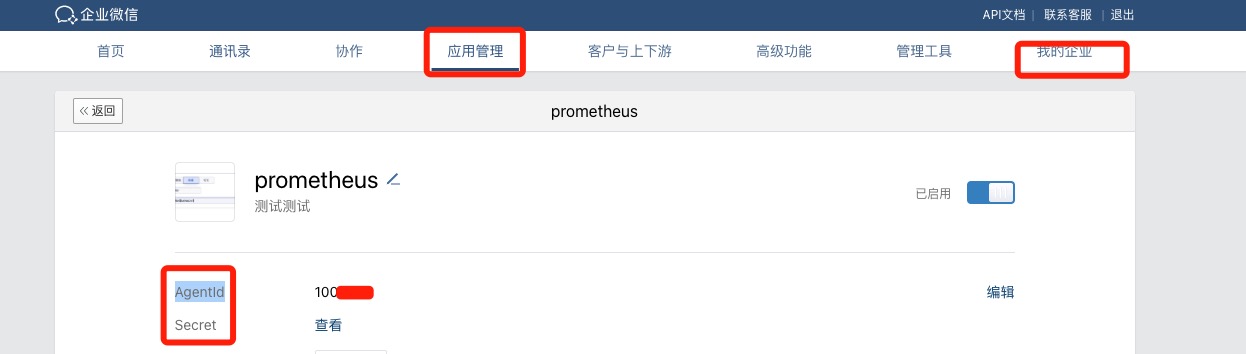 企业微信
API文档 | 联系客服 | 退出
首页 通讯录 协作 应用管理 客户与上下游 高级功能 管理工具 我的企业
返回 prometheus
prometheus
测试测试
已启用
AgentId 100 编辑
Secret 查看